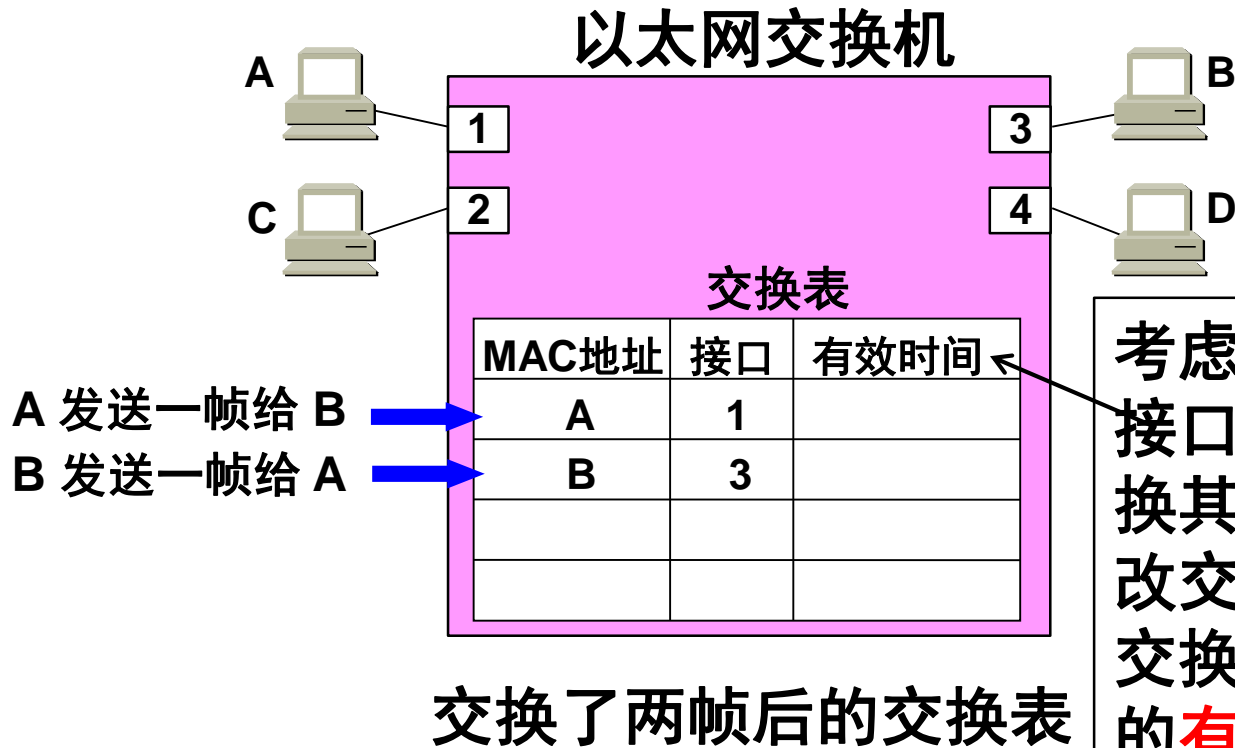 以太网交换机
A
B
1
3
C
2
4
D
交换表
MAC地址 接口 有效时间
A 发送一帧给 B
A 1
B 发送一帧给 A
B 3
考虑
接口
换其
改交
交换
的有
交换了两帧后的交换表